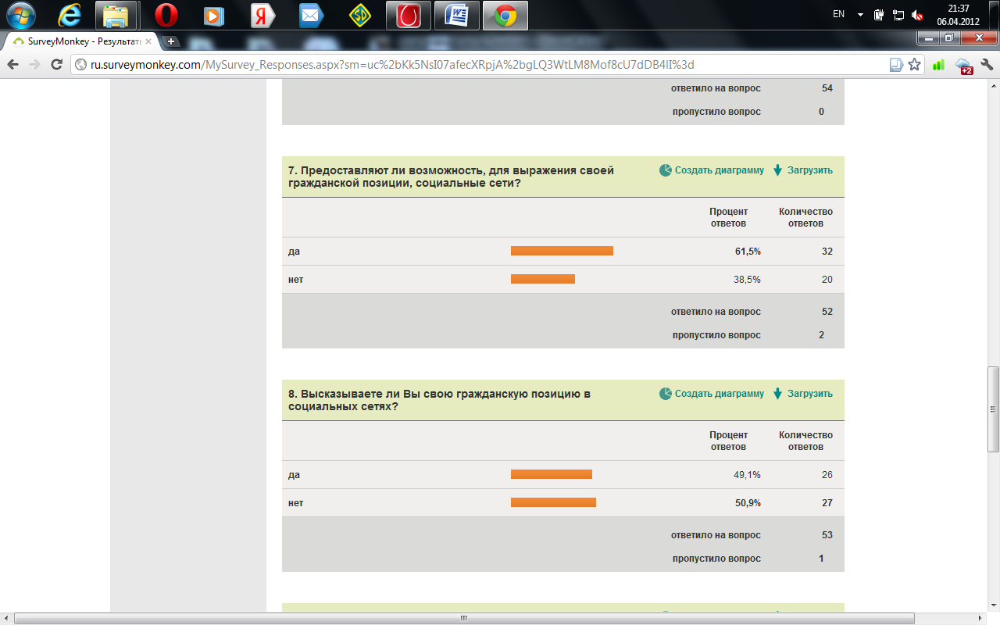 EN
21:37
06.04.2012
SurveyMonkey - Результаты
ru.surveymonkey.com/MySurvey_Responses.aspx?sm=uc%2bKk5NsI07afecXRpjA%2bgLQ3WtLM8Mof8cU7dDB4lI%3d
+2
ответило на вопрос 54
пропустило вопрос 0
7. Предоставляют ли возможность, для выражения своей
гражданской позиции, социальные сети?
Создать диаграмму Загрузить
Процент Количество
ответов ответов
да 61,5% 32
нет 38,5% 20
ответило на вопрос 52
пропустило вопрос 2
8. Высказываете ли Вы свою гражданскую позицию в
социальных сетях?
Создать диаграмму Загрузить
Процент Количество
ответов ответов
да 49,1% 26
нет 50,9% 27
ответило на вопрос 53
пропустило вопрос 1